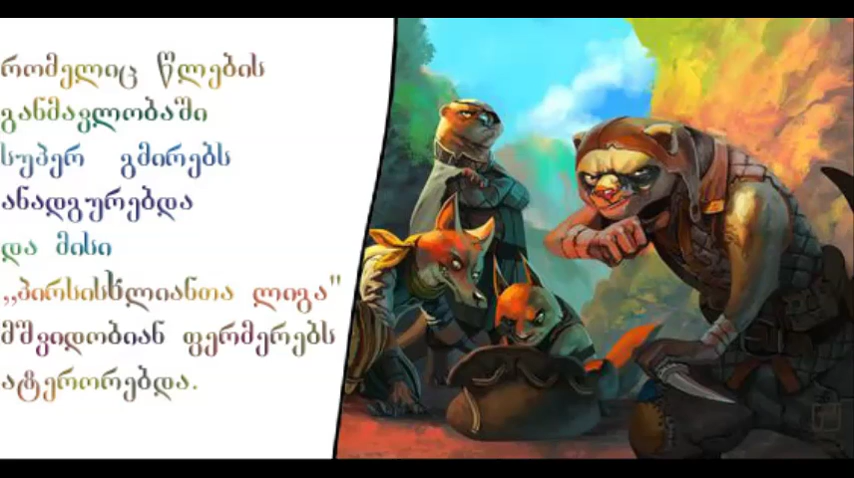 რომელიც წლების
განმავლობაში
სუპერ გმირებს
ანადგურებდა
და მისი
,,პირსისხლიანთა ლიგა"
მშვიდობიან ფერმერებს
ატერორებდა.